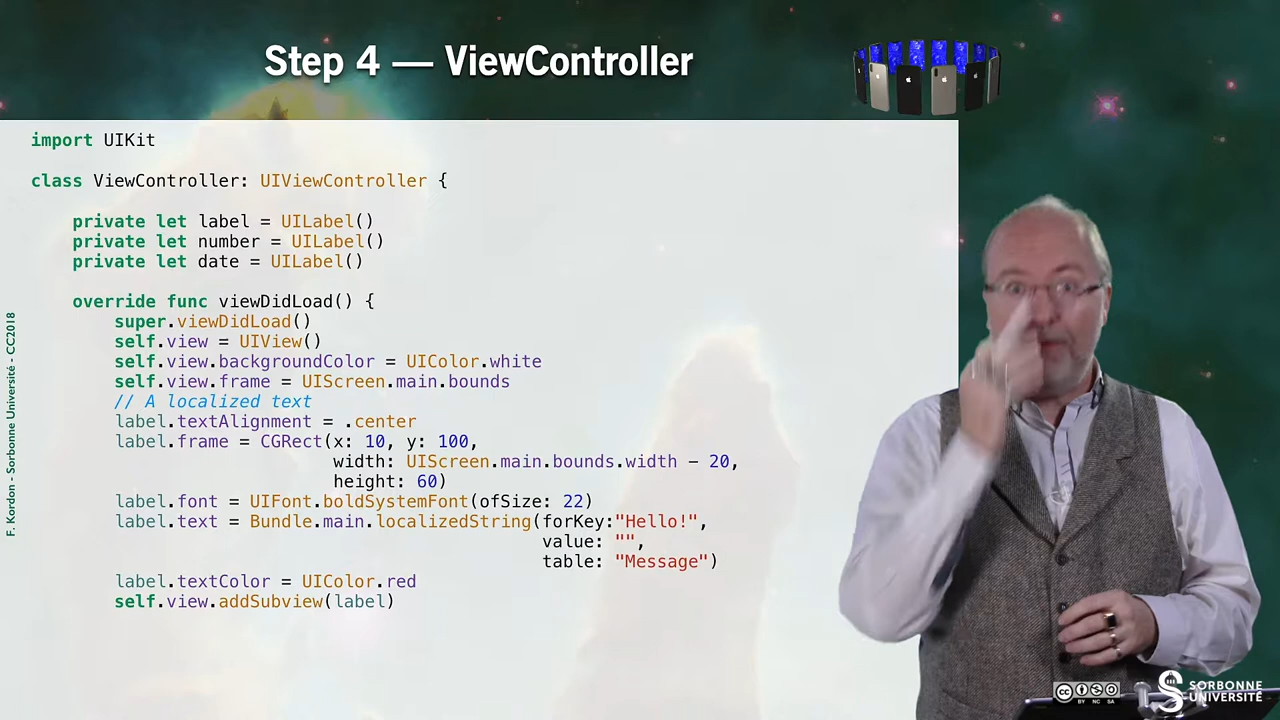 Step 4 — ViewController
import UIKit
class ViewController: UIViewController {
private let label = UILabel()
private let number = UILabel()
private let date = UILabel()
override func viewDidLoad() {
super.viewDidLoad()
self.view = UIView()
self.view.backgroundColor = UIColor.white
self.view.frame = UIScreen.main.bounds
// A localized text
label.textAlignment = .center
label.frame = CGRect(x: 10, y: 100,
width: UIScreen.main.bounds.width - 20,
height: 60)
label.font = UIFont.boldSystemFont(ofSize: 22)
label.text = Bundle.main.localizedString(forKey:"Hello!",
value: "",
table: "Message")
label.textColor = UIColor.red
self.view.addSubview(label)
F. Kordon - Sorbonne Université - CC2018
cc
BY NC SA
SORBONNE
UNIVERSITÉ